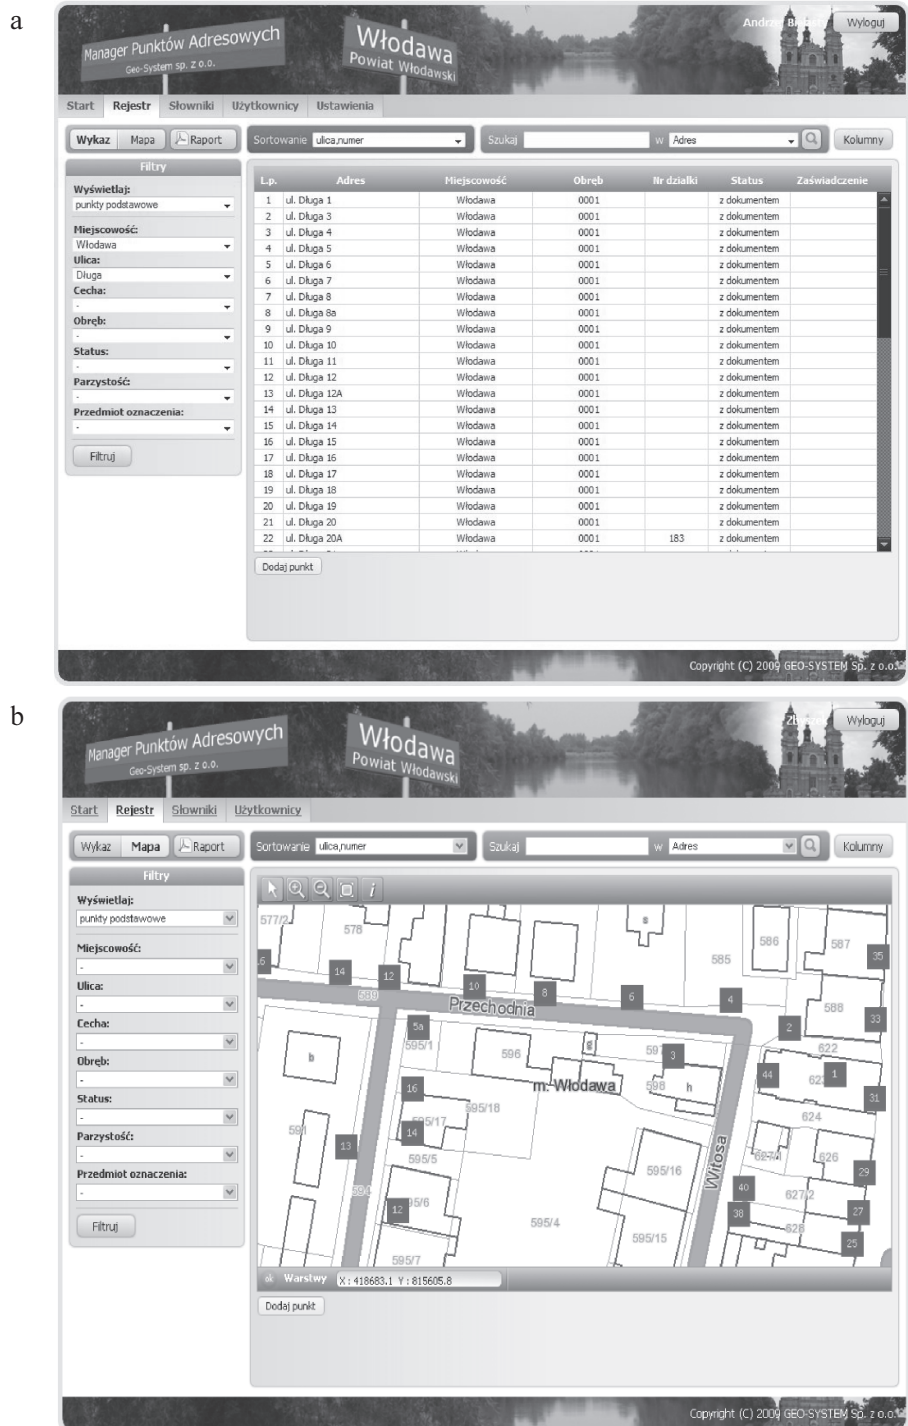 a
Manager Punktów Adresowych
Geo-System sp. z o.o.
Włodawa
Powiat Włodawski
Wyloguj
Start Rejestr Słowniki Użytkownicy Ustawienia
Wykaz Mapa Raport Sortowanie ulica,numer Szukaj w Adres Kolumny
Filtry
Wyświetlaj:
punkty podstawowe
Miejscowość:
Włodawa
Ulica:
Długa
Cecha:
-
Obręb:
-
Status:
-
Parzystość:
-
Przedmiot oznaczenia:
-
Filtruj
L.p. Adres Miejscowość Obręb Nr działki Status Zaświadczenie
1 ul. Długa 1 Włodawa 0001 z dokumentem
2 ul. Długa 3 Włodawa 0001 z dokumentem
3 ul. Długa 4 Włodawa 0001 z dokumentem
4 ul. Długa 5 Włodawa 0001 z dokumentem
5 ul. Długa 6 Włodawa 0001 z dokumentem
6 ul. Długa 7 Włodawa 0001 z dokumentem
7 ul. Długa 8 Włodawa 0001 z dokumentem
8 ul. Długa 8a Włodawa 0001 z dokumentem
9 ul. Długa 9 Włodawa 0001 z dokumentem
10 ul. Długa 10 Włodawa 0001 z dokumentem
11 ul. Długa 11 Włodawa 0001 z dokumentem
12 ul. Długa 12 Włodawa 0001 z dokumentem
13 ul. Długa 12A Włodawa 0001 z dokumentem
14 ul. Długa 13 Włodawa 0001 z dokumentem
15 ul. Długa 14 Włodawa 0001 z dokumentem
16 ul. Długa 15 Włodawa 0001 z dokumentem
17 ul. Długa 16 Włodawa 0001 z dokumentem
18 ul. Długa 17 Włodawa 0001 z dokumentem
19 ul. Długa 18 Włodawa 0001 z dokumentem
20 ul. Długa 19 Włodawa 0001 z dokumentem
21 ul. Długa 20 Włodawa 0001 z dokumentem
22 ul. Długa 20A Włodawa 0001 183 z dokumentem
Dodaj punkt
Copyright (C) 2009 GEO-SYSTEM Sp. z o.o.
b
Manager Punktów Adresowych
Geo-System sp. z o.o.
Włodawa
Powiat Włodawski
Wyloguj
Start Rejestr Słowniki Użytkownicy
Wykaz Mapa Raport Sortowanie ulica,numer Szukaj w Adres Kolumny
Filtry
Wyświetlaj:
punkty podstawowe
Miejscowość:
-
Ulica:
-
Cecha:
-
Obręb:
-
Status:
-
Parzystość:
-
Przedmiot oznaczenia:
-
Filtruj
i
577/2 578 s 585 586 587 35
14 12 10 8 6 4 588 33
589 Przechodnia 2
5a 595/1 596 3 622
b m. Włodawa 598 h 44 1 31
16 595/18 624
591 13 14 595/5 595/16 626 29
Witosa 40 627/2 27
12 595/4 38 628 25
595/7 595/15
ok Warstwy X : 418683.1 Y : 815605.8
Dodaj punkt
Copyright (C) 2009 GEO-SYSTEM Sp. z o.o.